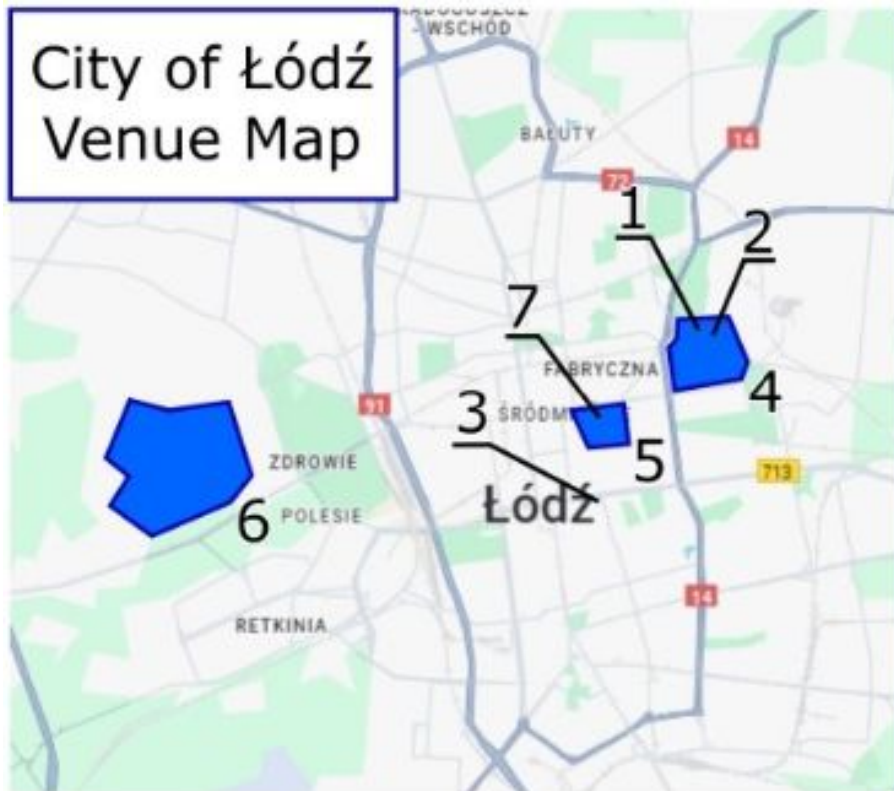 City of Łódź
Venue Map
- WSCHÓD
BAŁUTY
14
72
1
2
7
FABRYCZNA
4
91
3
ŚRÓDM
5
ZDROWIE
713
6
POLESIE
Łódź
14
RETKINIA